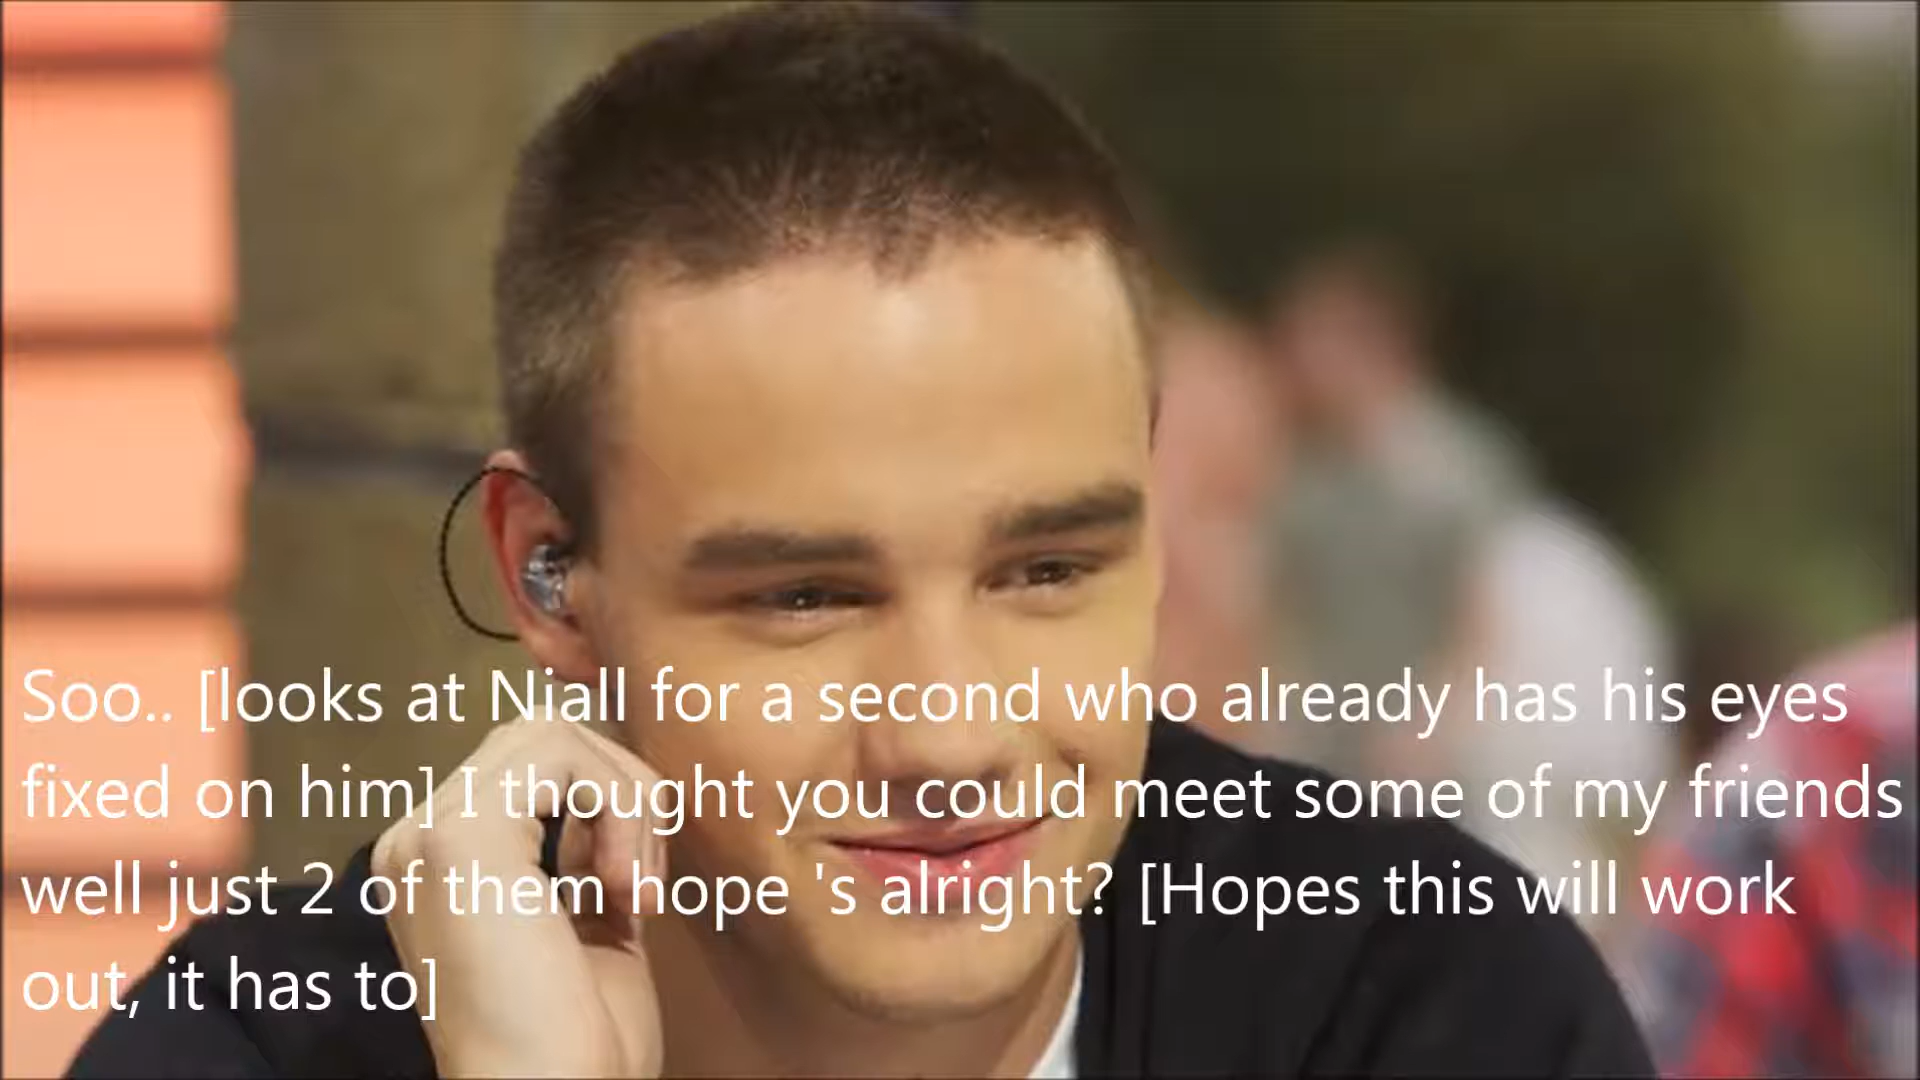 Soo.. [looks at Niall for a second who already has his eyes
fixed on him] I thought you could meet some of my friends
well just 2 of them hope 's alright? [Hopes this will work
out, it has to]